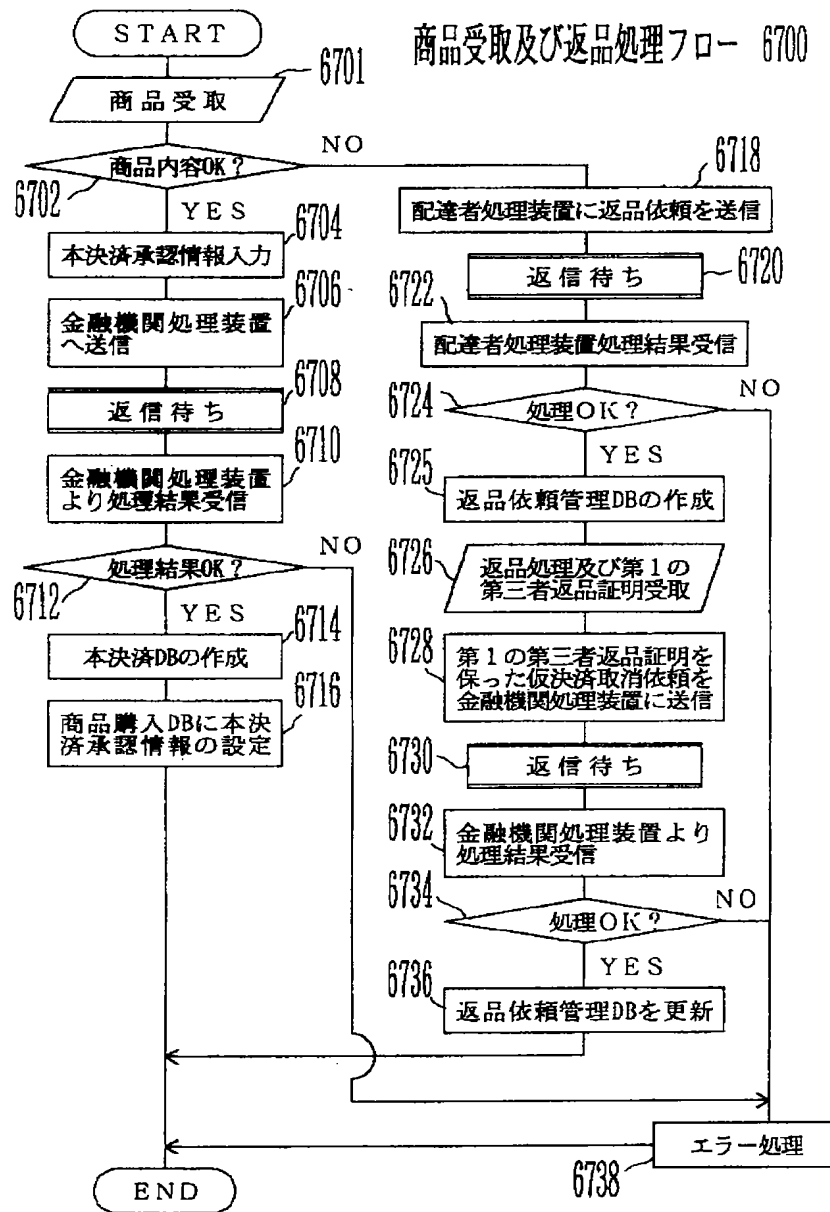 商品受取及び返品処理フロー 6700
START
6701
商品受取
商品内容OK?
NO
6702
YES
6704
本決済承認情報入力
6706
金融機関処理装置
へ送信
6708
返信待ち
6710
金融機関処理装置
より処理結果受信
処理結果OK?
NO
6712
YES
6714
本決済DBの作成
6716
商品購入DBに本決
済承認情報の設定
6718
配達者処理装置に返品依頼を送信
6720
返信待ち
6722
配達者処理装置処理結果受信
6724
処理OK?
NO
YES
6725
返品依頼管理DBの作成
6726
返品処理及び第1の
第三者返品証明受取
6728
第1の第三者返品証明を
保った仮決済取消依頼を
金融機関処理装置に送信
6730
返信待ち
6732
金融機関処理装置より
処理結果受信
6734
処理OK?
NO
YES
6736
返品依頼管理DBを更新
エラー処理
6738
END